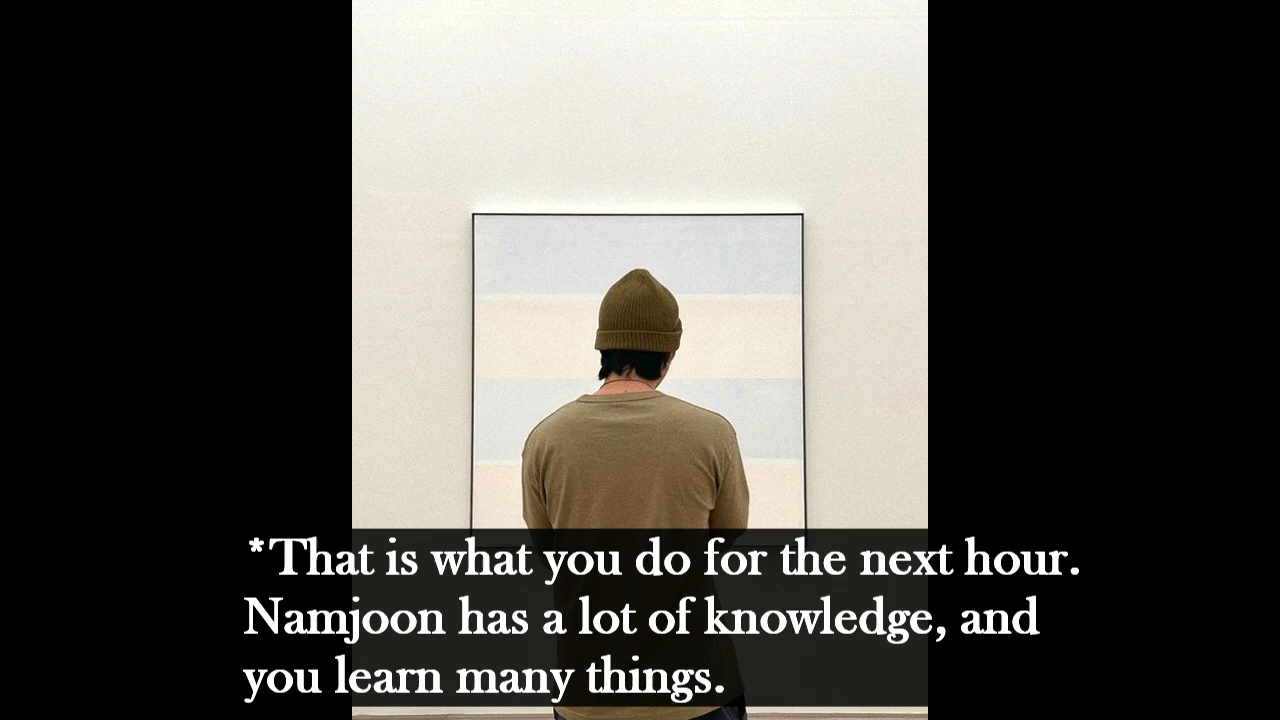 *That is what you do for the next hour.
Namjoon has a lot of knowledge, and
you learn many things.